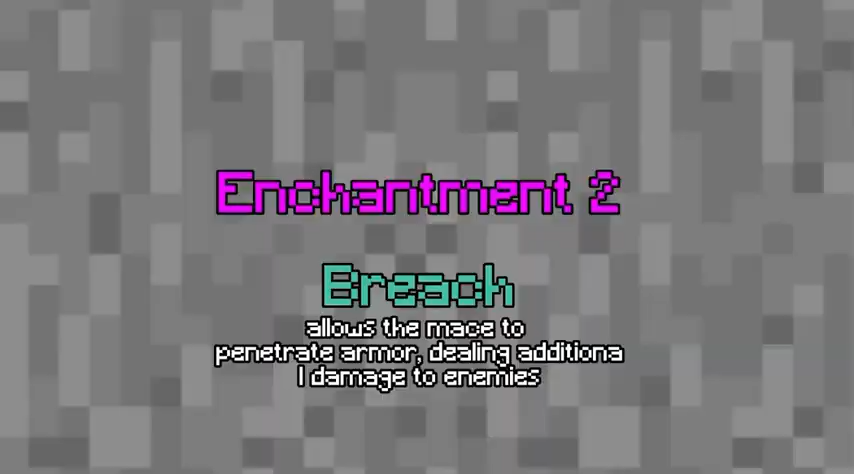 Enchantment 2
Breach
allows the mace to
penetrate armor, dealing additiona
l damage to enemies